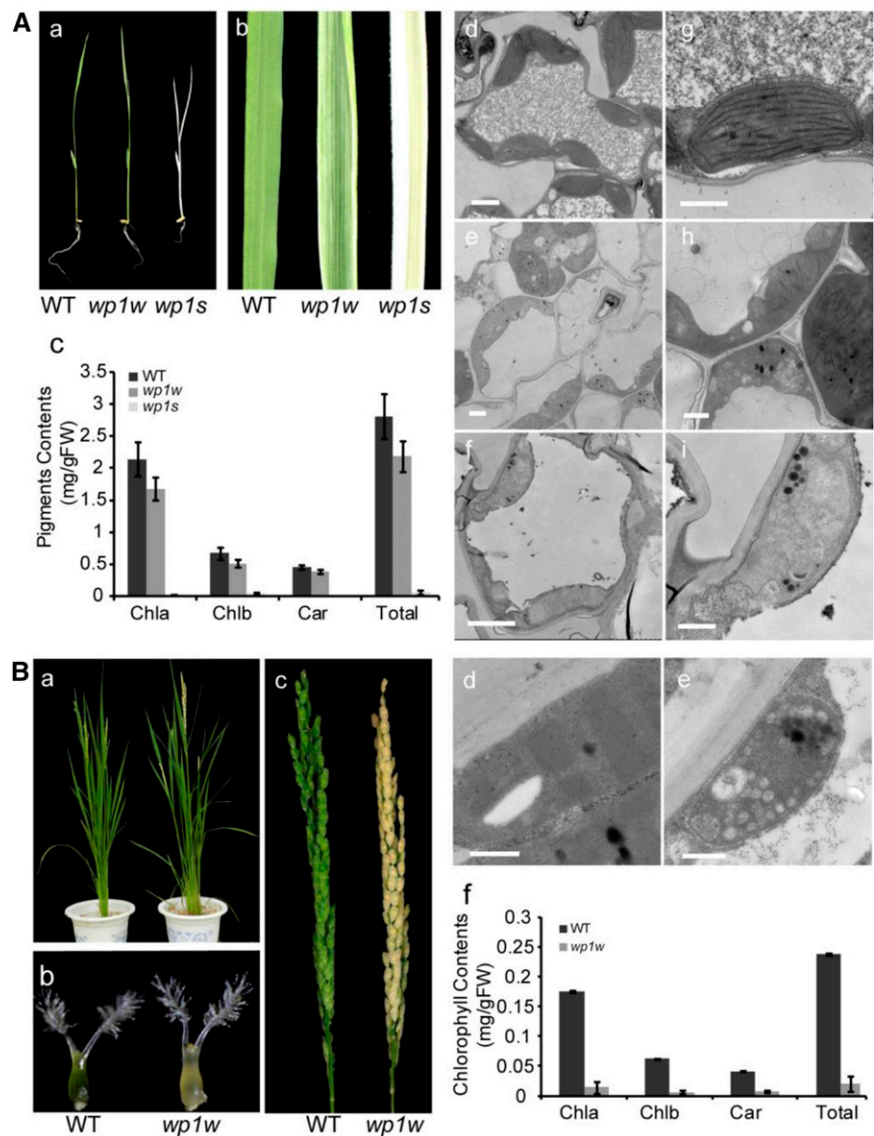 A
a
b
WT wp1w wp1s
WT wp1w wp1s
c
Pigments Contents
(mg/gFW)
3.5
3
2.5
2
1.5
1
0.5
0
WT
wp1w
wp1s
Chla Chlb Car Total
d
g
e
h
f
i
B
a
b
WT wp1w
c
WT wp1w
d
e
f
Chlorophyll Contents
(mg/gFW)
0.3
0.25
0.2
0.15
0.1
0.05
0
WT
wp1w
Chla Chlb Car Total